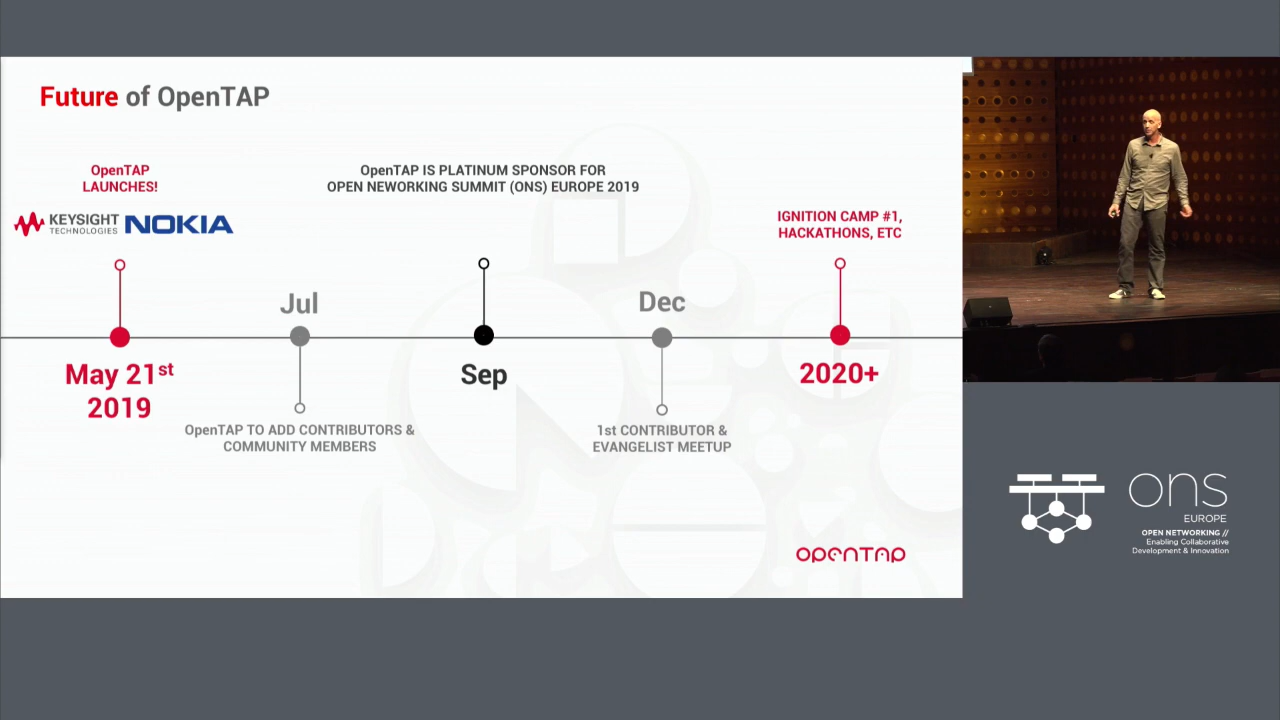 Future of OpenTAP
OpenTAP
LAUNCHES!
KEYSIGHT
TECHNOLOGIES
NOKIA
May 21st
2019
Jul
OpenTAP TO ADD CONTRIBUTORS &
COMMUNITY MEMBERS
OpenTAP IS PLATINUM SPONSOR FOR
OPEN NEWORKING SUMMIT (ONS) EUROPE 2019
Sep
Dec
1st CONTRIBUTOR &
EVANGELIST MEETUP
IGNITION CAMP #1,
HACKATHONS, ETC
2020+
OPENTAP
ons
EUROPE
OPEN NETWORKING //
Enabling Collaborative
Development & Innovation